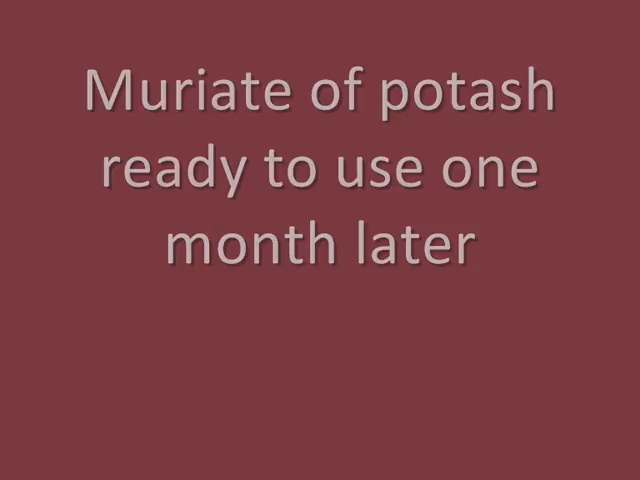 Muriate of potash
ready to use one
month later